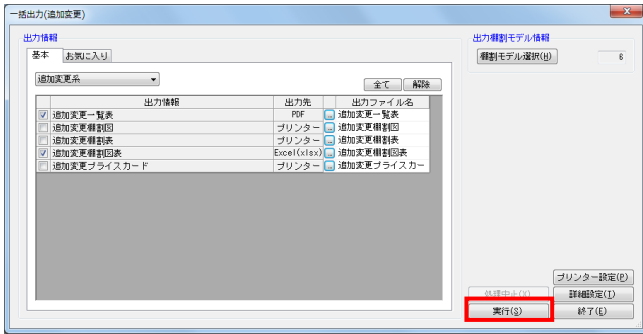 一括出力(追加変更)
出力情報
基本 お気に入り
追加変更系
全て 解除
出力情報 出力先 出力ファイル名
追加変更一覧表 PDF ... 追加変更一覧表
追加変更棚割図 プリンター ... 追加変更棚割図
追加変更棚割表 プリンター ... 追加変更棚割表
追加変更棚割図表 Excel(xlsx) ... 追加変更棚割図表
追加変更プライスカード プリンター ... 追加変更プライスカー
出力棚割モデル情報
棚割モデル選択(H) 6
プリンター設定(P)
処理中止(X) 詳細設定(I)
実行(S) 終了(E)